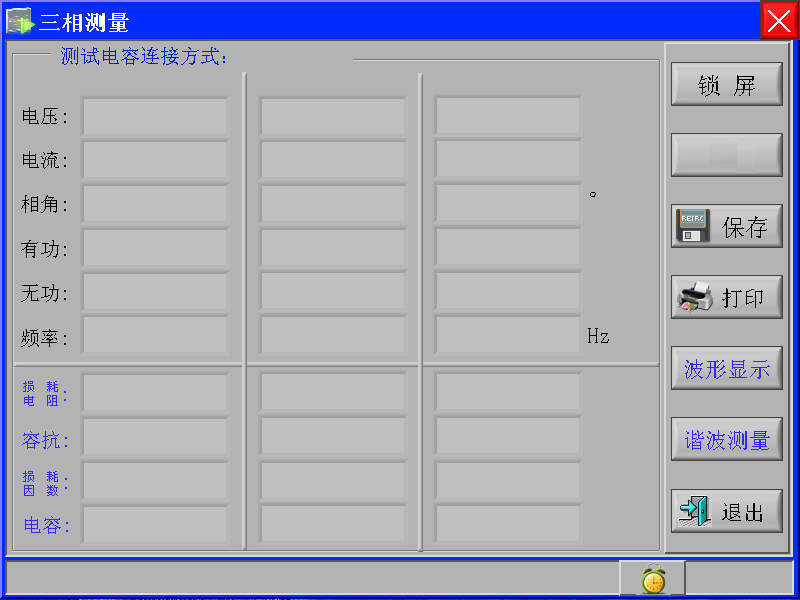 三相测量
测试电容连接方式：
电压：
电流：
相角：
°
有功：
无功：
频率：
Hz
损耗电阻：
容抗：
损耗因数：
电容：
锁 屏
RETRO
保存
打印
波形显示
谐波测量
退出